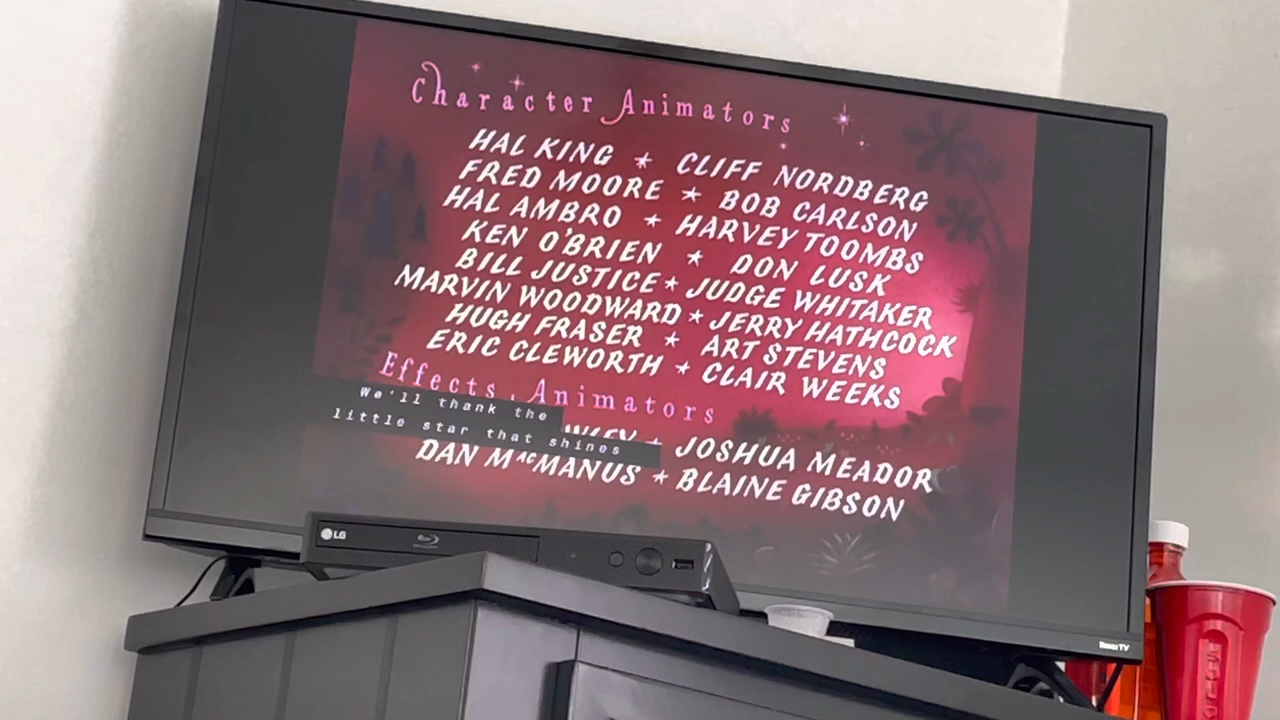 Character Animators
HAL KING * CLIFF NORDBERG
FRED MOORE * BOB CARLSON
HAL AMBRO * HARVEY TOOMBS
KEN O'BRIEN * DON LUSK
BILL JUSTICE * JUDGE WHITAKER
MARVIN WOODWARD * JERRY HATHCOCK
HUGH FRASER * ART STEVENS
ERIC CLEWORTH * CLAIR WEEKS
Effects Animators
* JOSHUA MEADOR
DAN MacMANUS * BLAINE GIBSON
We'll thank the
little star that shines
LG
Roku TV
SOLO